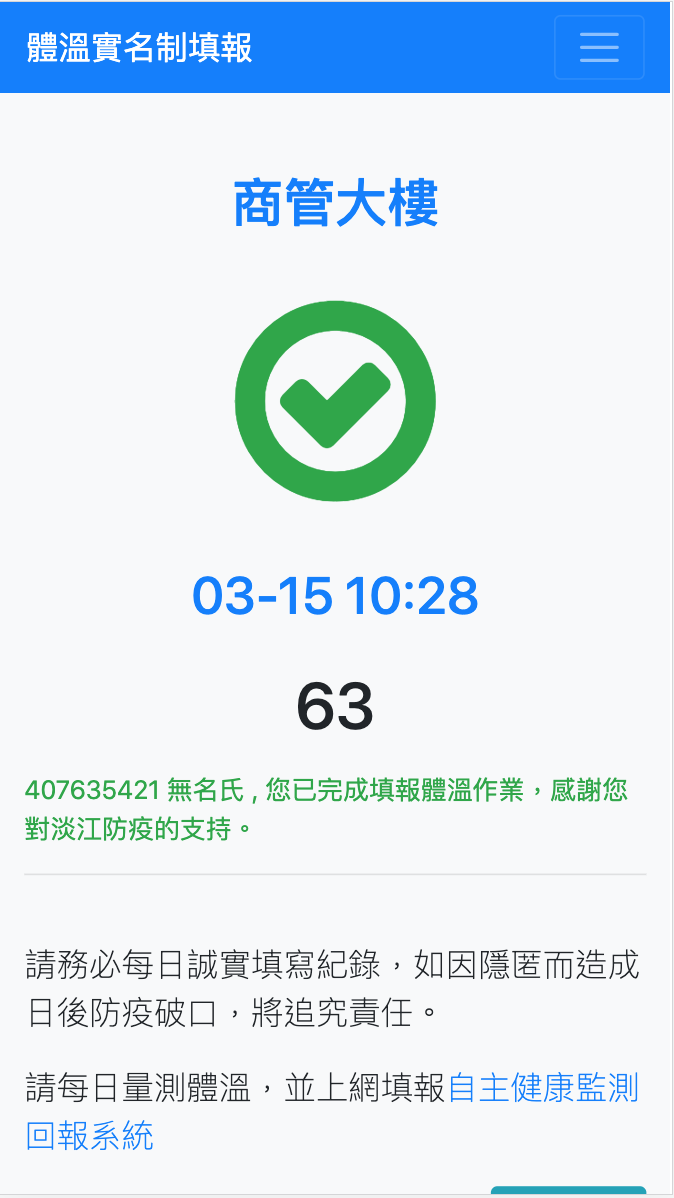 體溫實名制填報
商管大樓
03-15 10:28
63
407635421 無名氏 , 您已完成填報體溫作業，感謝您
對淡江防疫的支持。
請務必每日誠實填寫紀錄，如因隱匿而造成
日後防疫破口，將追究責任。
請每日量測體溫，並上網填報自主健康監測
回報系統